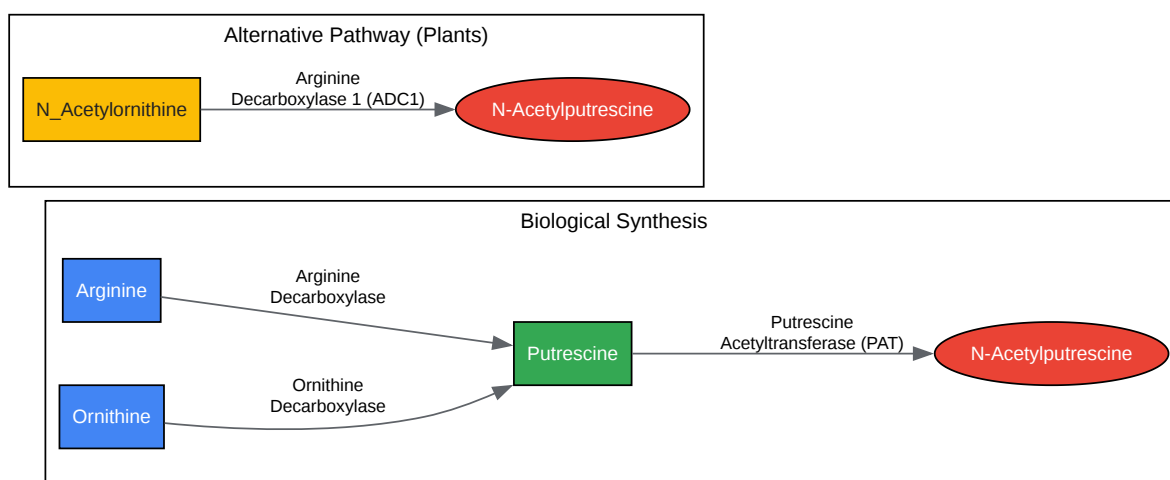 Alternative Pathway (Plants)
N_Acetylornithine
Arginine
Decarboxylase 1 (ADC1)
N-Acetylputrescine
Biological Synthesis
Arginine
Arginine
Decarboxylase
Ornithine
Ornithine
Decarboxylase
Putrescine
Putrescine
Acetyltransferase (PAT)
N-Acetylputrescine